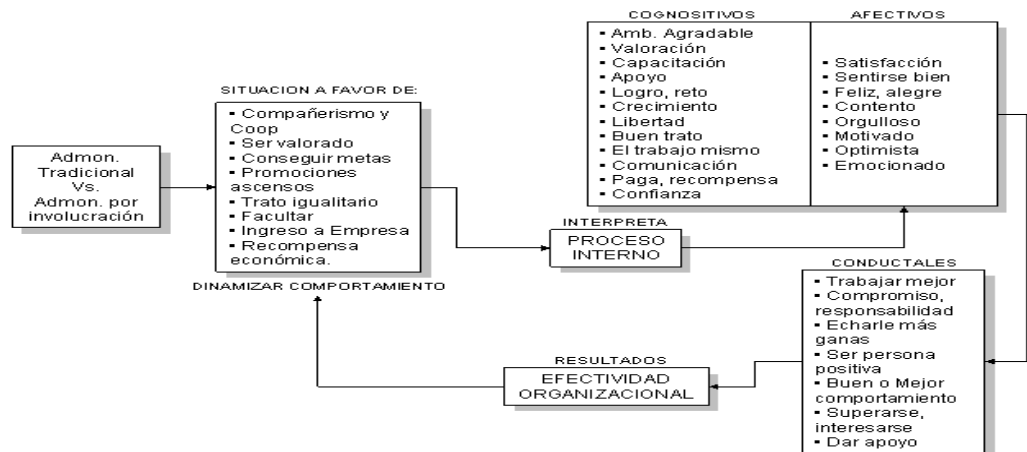 COGNOSITIVOS
▪ Amb. Agradable
▪ Valoración
▪ Capacitación
▪ Apoyo
▪ Logro, reto
▪ Crecimiento
▪ Libertad
▪ Buen trato
▪ El trabajo mismo
▪ Comunicación
▪ Paga, recompensa
▪ Confianza
AFECTIVOS
▪ Satisfacción
▪ Sentirse bien
▪ Feliz, alegre
▪ Contento
▪ Orgulloso
▪ Motivado
▪ Optimista
▪ Emocionado
SITUACION A FAVOR DE:
▪ Compañerismo y
Coop
▪ Ser valorado
▪ Conseguir metas
▪ Promociones
ascensos
▪ Trato igualitario
▪ Facultar
▪ Ingreso a Empresa
▪ Recompensa
económica.
DINAMIZAR COMPORTAMIENTO
Admon.
Tradicional
Vs.
Admon. por
involucración
INTERPRETA
PROCESO
INTERNO
CONDUCTALES
▪ Trabajar mejor
▪ Compromiso,
responsabilidad
▪ Echarle más
ganas
▪ Ser persona
positiva
▪ Buen o Mejor
comportamiento
▪ Superarse,
interesarse
▪ Dar apoyo
RESULTADOS
EFECTIVIDAD
ORGANIZACIONAL